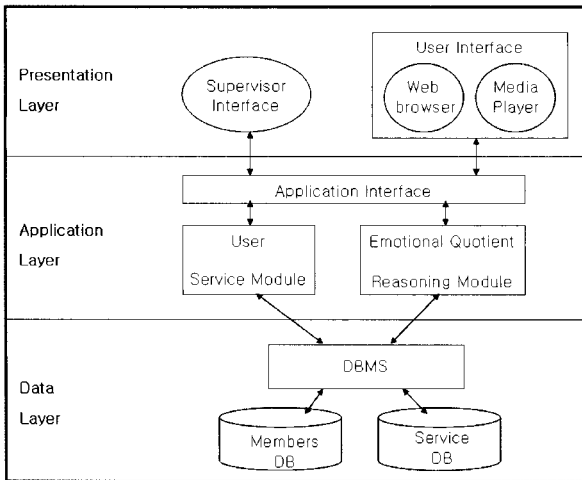 Presentation
Layer
Supervisor
Interface
User Interface
Web
browser
Media
Player
Application
Layer
Application Interface
User
Service Module
Emotional Quotient
Reasoning Module
Data
Layer
DBMS
Members
DB
Service
DB